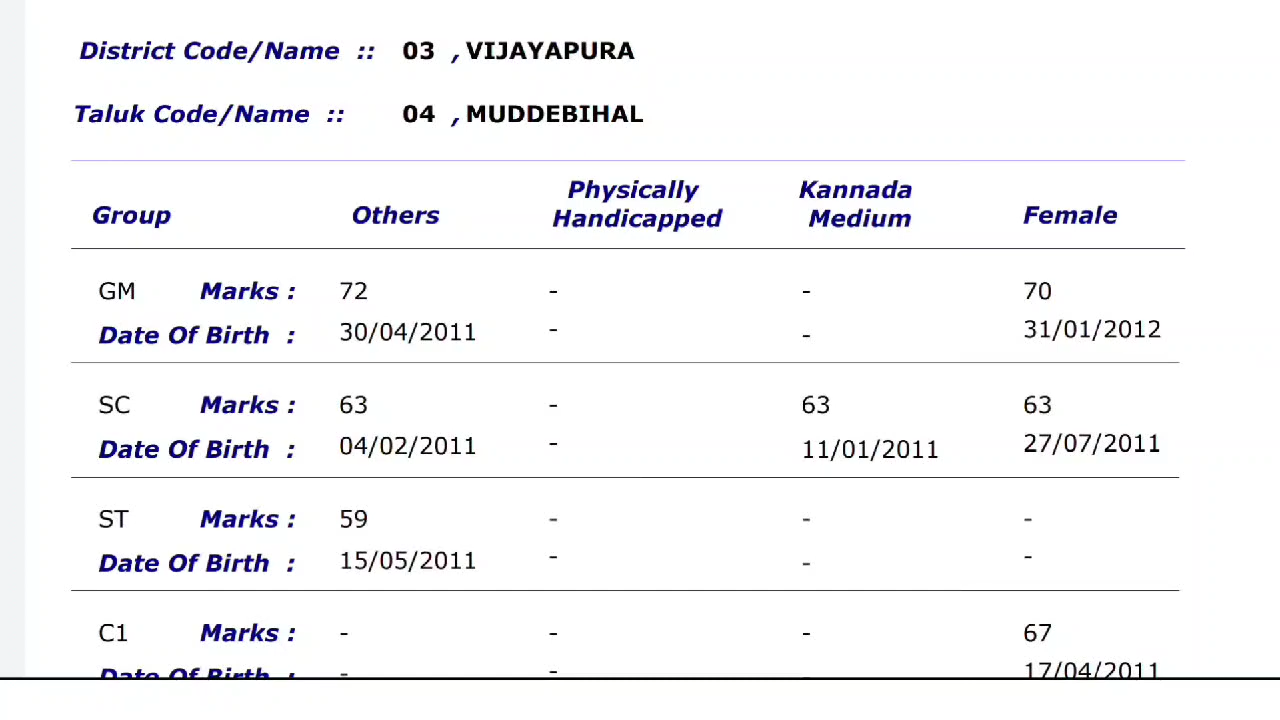 District Code/Name :: 03 , VIJAYAPURA
Taluk Code/Name :: 04 , MUDDEBIHAL
Group Others Physically Handicapped Kannada Medium Female
GM Marks : 72 - - 70
Date Of Birth : 30/04/2011 - - 31/01/2012
SC Marks : 63 - 63 63
Date Of Birth : 04/02/2011 - 11/01/2011 27/07/2011
ST Marks : 59 - - -
Date Of Birth : 15/05/2011 - - -
C1 Marks : - - - 67
Date Of Birth : - - - 17/04/2011